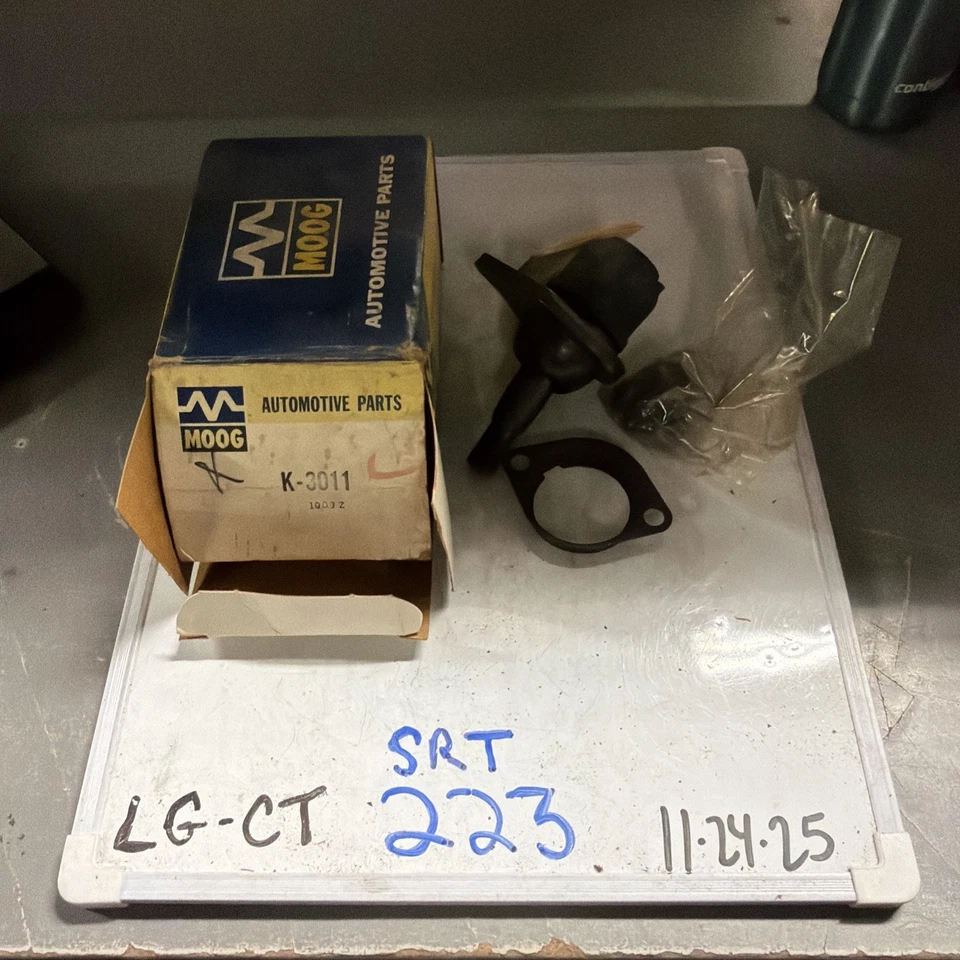 MOOG
AUTOMOTIVE PARTS
MOOG
AUTOMOTIVE PARTS
K
K-3011
SRT
LG-CT
223
11·24·25